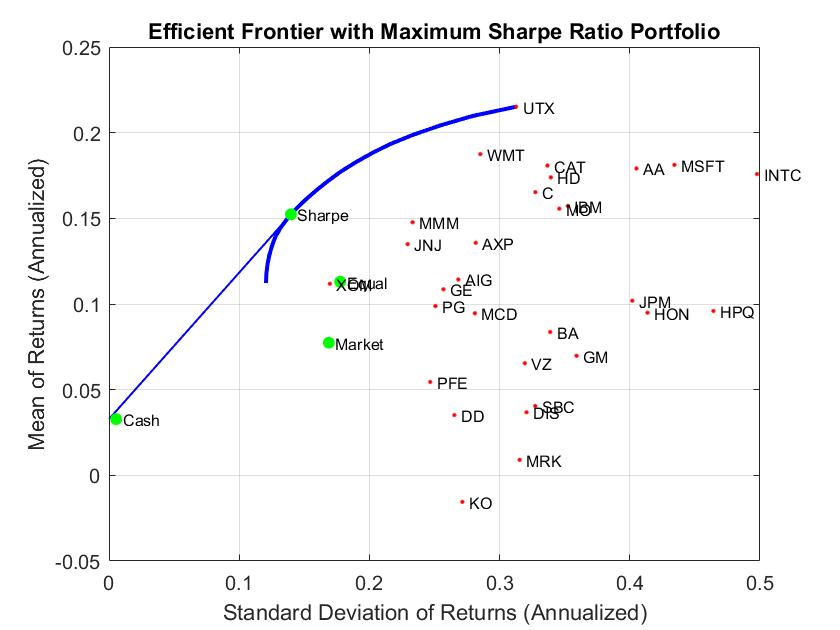 Efficient Frontier with Maximum Sharpe Ratio Portfolio
Mean of Returns (Annualized)
0.25
0.2
0.15
0.1
0.05
0
-0.05
UTX
WMT
CAT
HD
AA
MSFT
INTC
C
IBM
MO
Sharpe
MMM
JNJ
AXP
XOM
Equal
AIG
GE
PG
MCD
JPM
HON
HPQ
Market
BA
GM
VZ
PFE
SBC
DIS
DD
Cash
MRK
KO
0
0.1
0.2
0.3
0.4
0.5
Standard Deviation of Returns (Annualized)